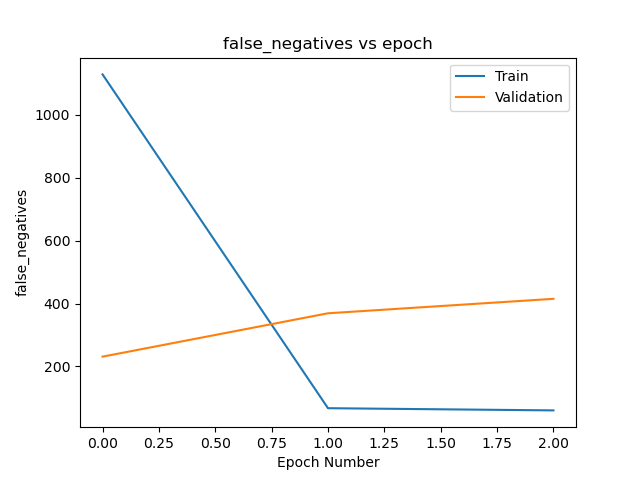 false_negatives vs epoch
Train
Validation
1000
800
600
400
200
false_negatives
0.00 0.25 0.50 0.75 1.00 1.25 1.50 1.75 2.00
Epoch Number